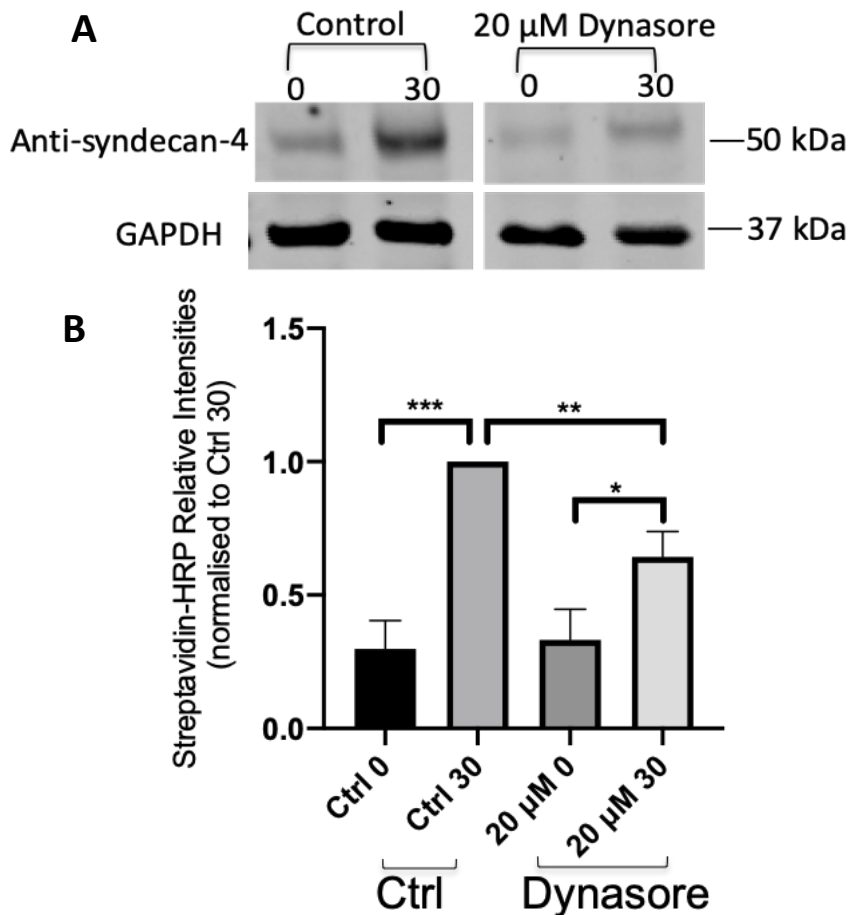 A
Control
20 µM Dynasore
0 30 0 30
Anti-syndecan-4
50 kDa
GAPDH
37 kDa
B
Streptavidin-HRP Relative Intensities
(normalised to Ctrl 30)
1.5
1.0
0.5
0.0
***
**
*
Ctrl 0
Ctrl 30
20 µM 0
20 µM 30
Ctrl
Dynasore